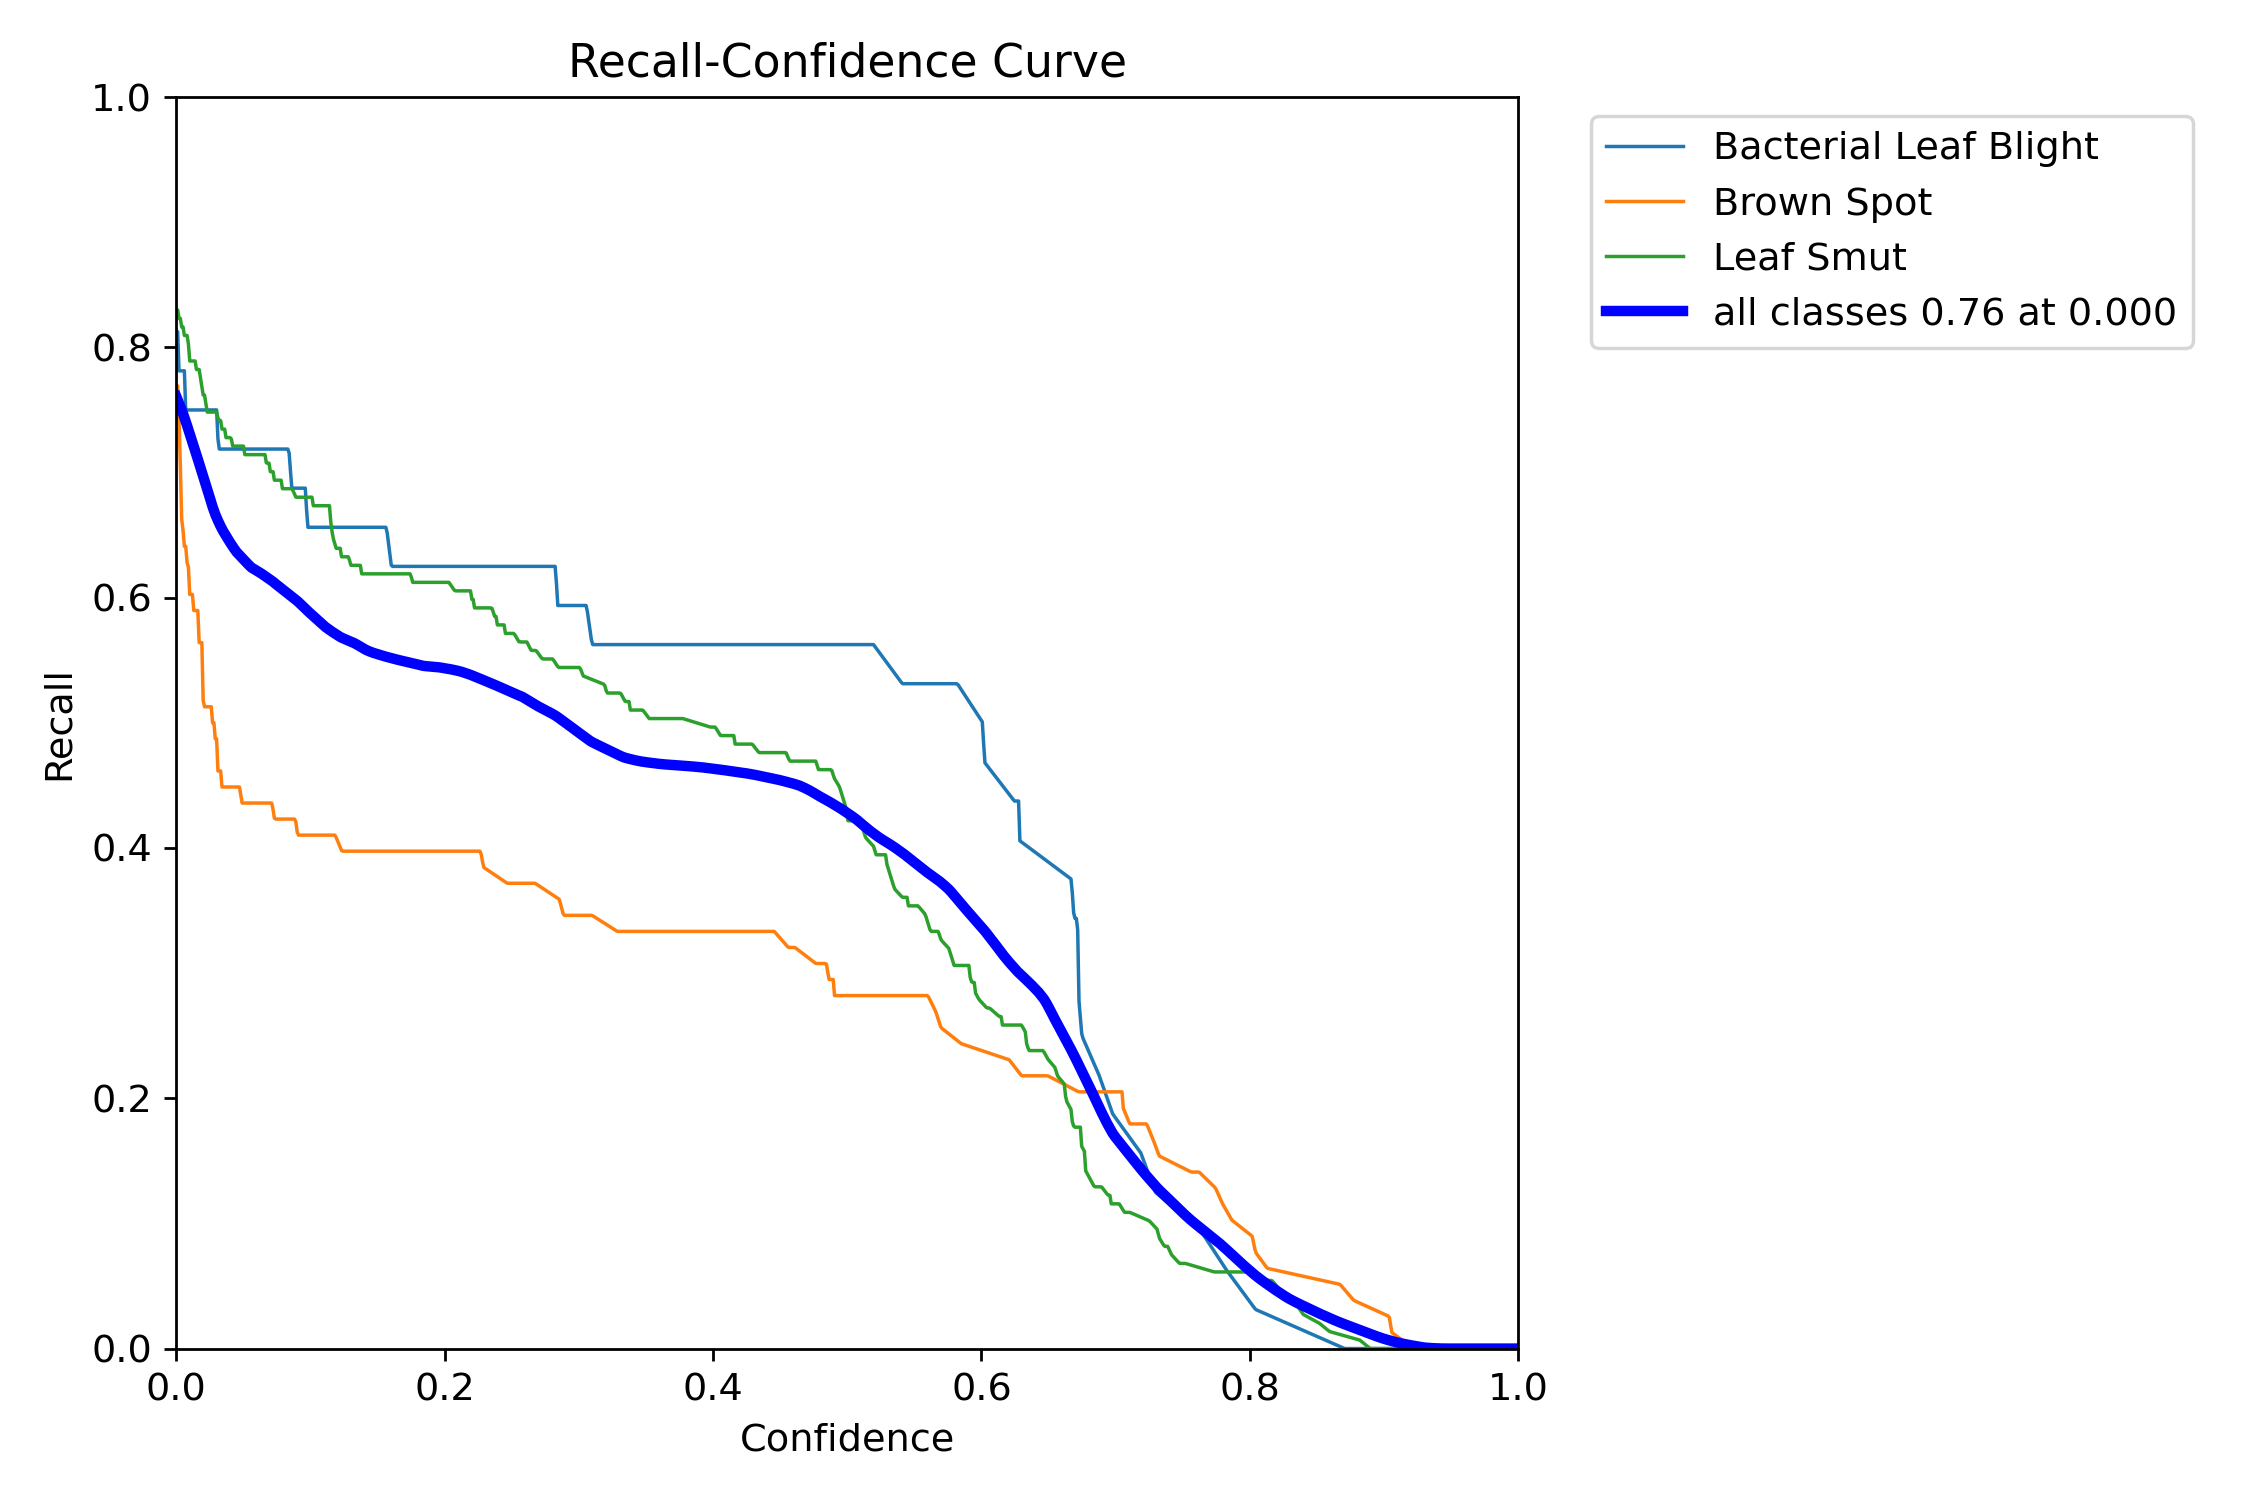 Recall-Confidence Curve
1.0
0.8
0.6
0.4
0.2
0.0
Recall
0.0 0.2 0.4 0.6 0.8 1.0
Confidence
Bacterial Leaf Blight
Brown Spot
Leaf Smut
all classes 0.76 at 0.000